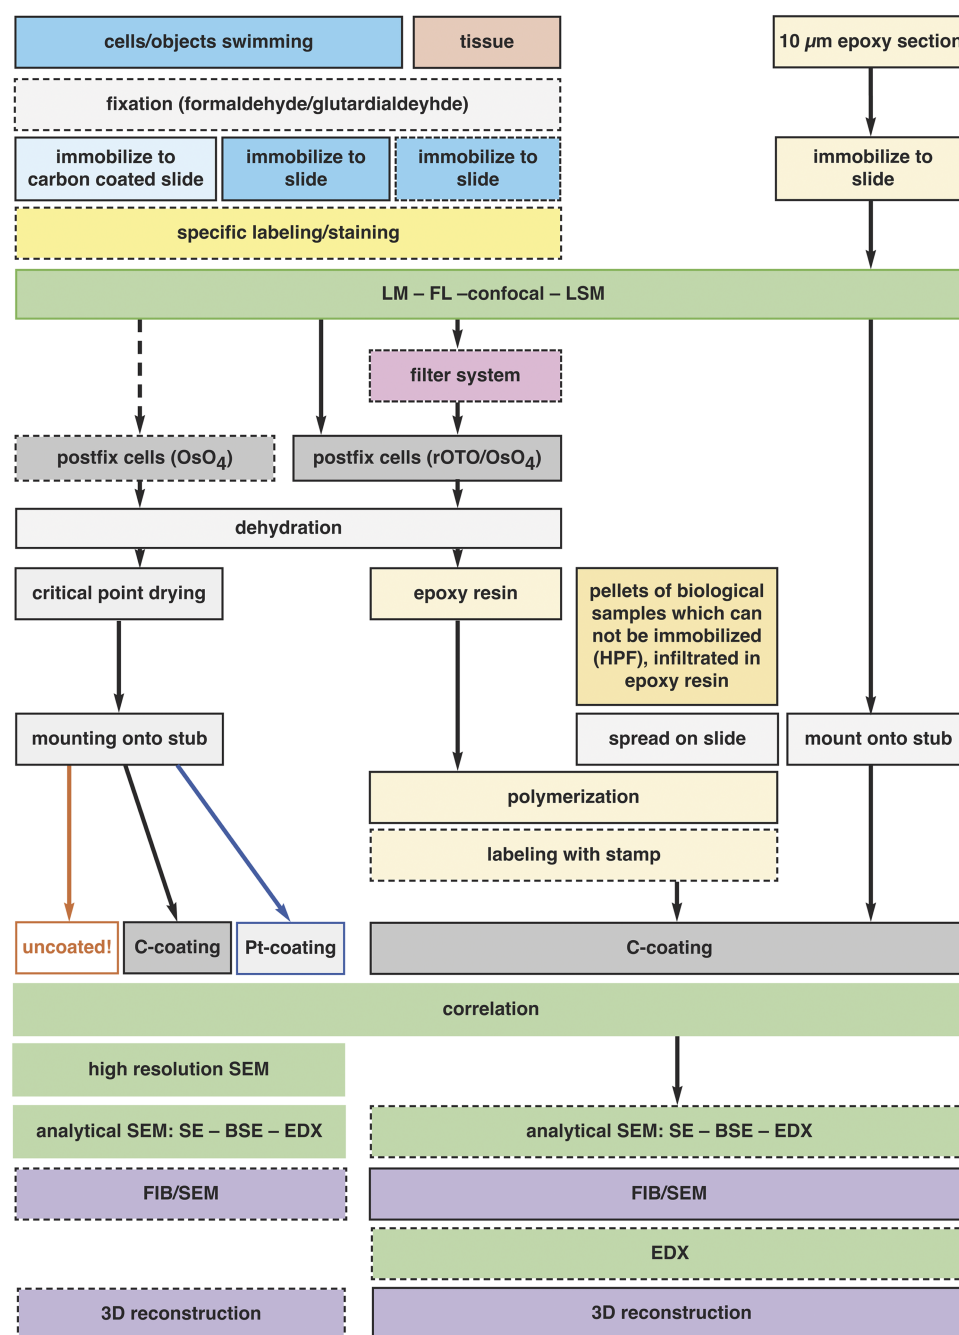 cells/objects swimming
tissue
10 µm epoxy section
fixation (formaldehyde/glutardialdeyhde)
immobilize to
carbon coated slide
immobilize to
slide
immobilize to
slide
immobilize to
slide
specific labeling/staining
LM – FL –confocal – LSM
filter system
postfix cells (OsO4)
postfix cells (rOTO/OsO4)
dehydration
critical point drying
epoxy resin
pellets of biological
samples which can
not be immobilized
(HPF), infiltrated in
epoxy resin
mounting onto stub
spread on slide
mount onto stub
polymerization
labeling with stamp
uncoated!
C-coating
Pt-coating
C-coating
correlation
high resolution SEM
analytical SEM: SE – BSE – EDX
analytical SEM: SE – BSE – EDX
FIB/SEM
FIB/SEM
EDX
3D reconstruction
3D reconstruction